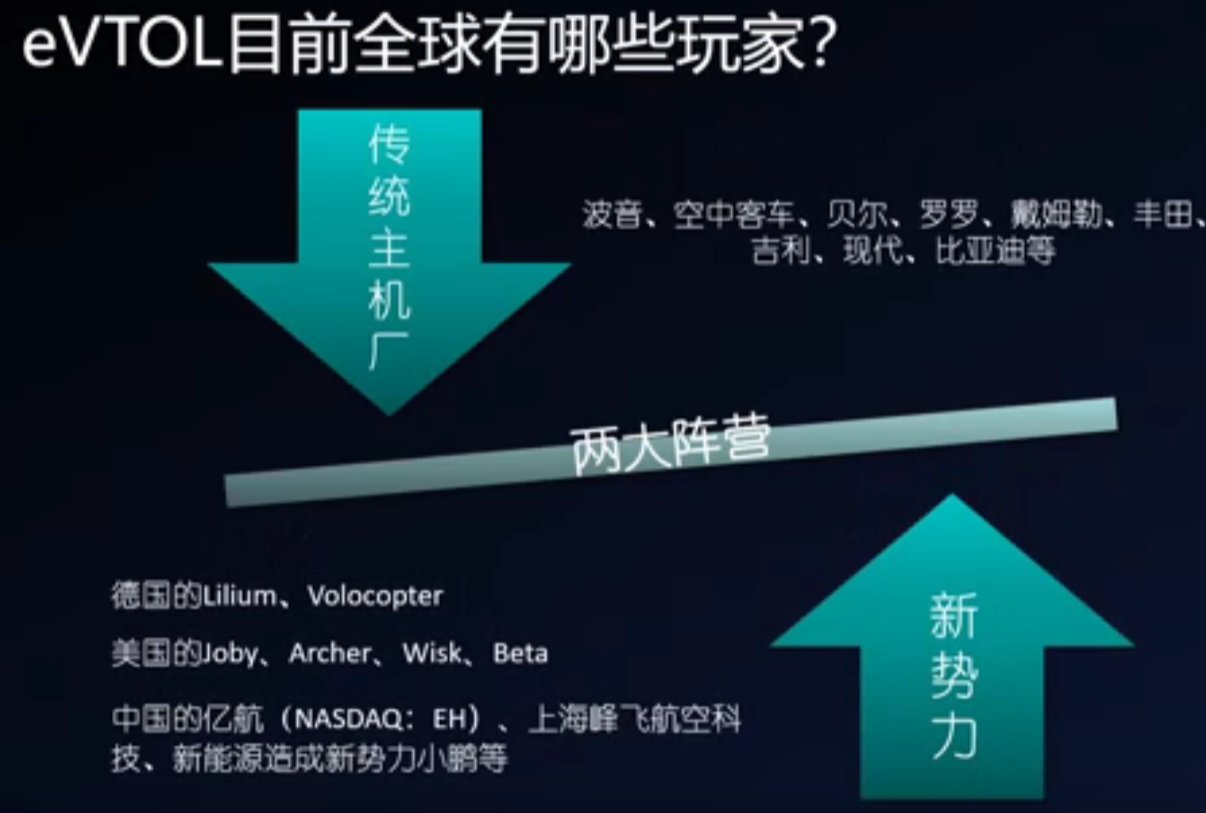 eVTOL目前全球有哪些玩家?
传统主机厂
波音、空中客车、贝尔、罗罗、戴姆勒、丰田、
吉利、现代、比亚迪等
两大阵营
德国的Lilium、Volocopter
美国的Joby、Archer、Wisk、Beta
中国的亿航（NASDAQ：EH）、上海峰飞航空科
技、新能源造成新势力小鹏等
新势力